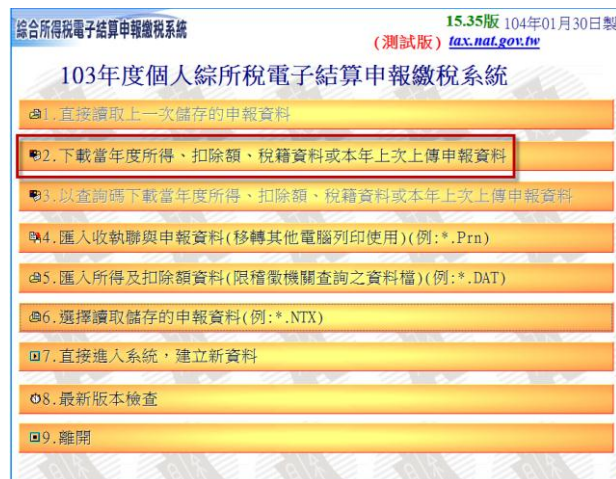 綜合所得稅電子結算申報繳稅系統
15.35版 104年01月30日製
(測試版) tax.nat.gov.tw
103年度個人綜所稅電子結算申報繳稅系統
1.直接讀取上一次儲存的申報資料
2.下載當年度所得、扣除額、稅籍資料或本年上次上傳申報資料
3.以查詢碼下載當年度所得、扣除額、稅籍資料或本年上次上傳申報資料
4.匯入收執聯與申報資料(移轉其他電腦列印使用)(例:*.Prn)
5.匯入所得及扣除額資料(限稽徵機關查詢之資料檔)(例:*.DAT)
6.選擇讀取儲存的申報資料(例:*.NTX)
7.直接進入系統，建立新資料
8.最新版本檢查
9.離開